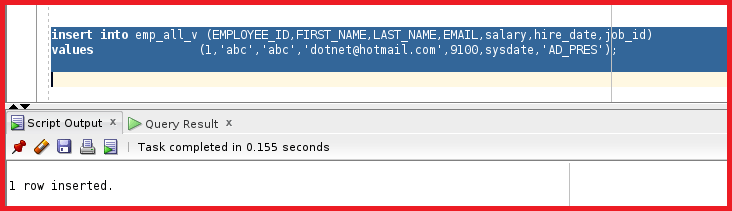 insert into emp_all_v (EMPLOYEE_ID,FIRST_NAME,LAST_NAME,EMAIL,salary,hire_date,job_id)
values (1,'abc','abc','dotnet@hotmail.com',9100,sysdate,'AD_PRES');
Script Output x Query Result x
Task completed in 0.155 seconds
1 row inserted.